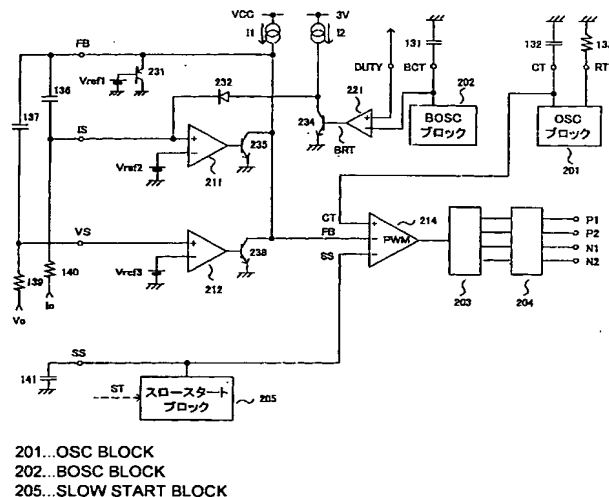 VCC 3V
FB I1 I2 131 132 133
Vref1 231 DUTY BCT CT RT
136 232 221 202
137 BOSC ブロック OSC ブロック
IS 234
235 BRT 201
Vref2 211 CT 214
VS FB PWM P1
238 SS P2
139 140 212 N1
Vref3 N2
Vo Io 203 204
SS
141 ST スロースタート ブロック 205
201...OSC BLOCK
202...BOSC BLOCK
205...SLOW START BLOCK